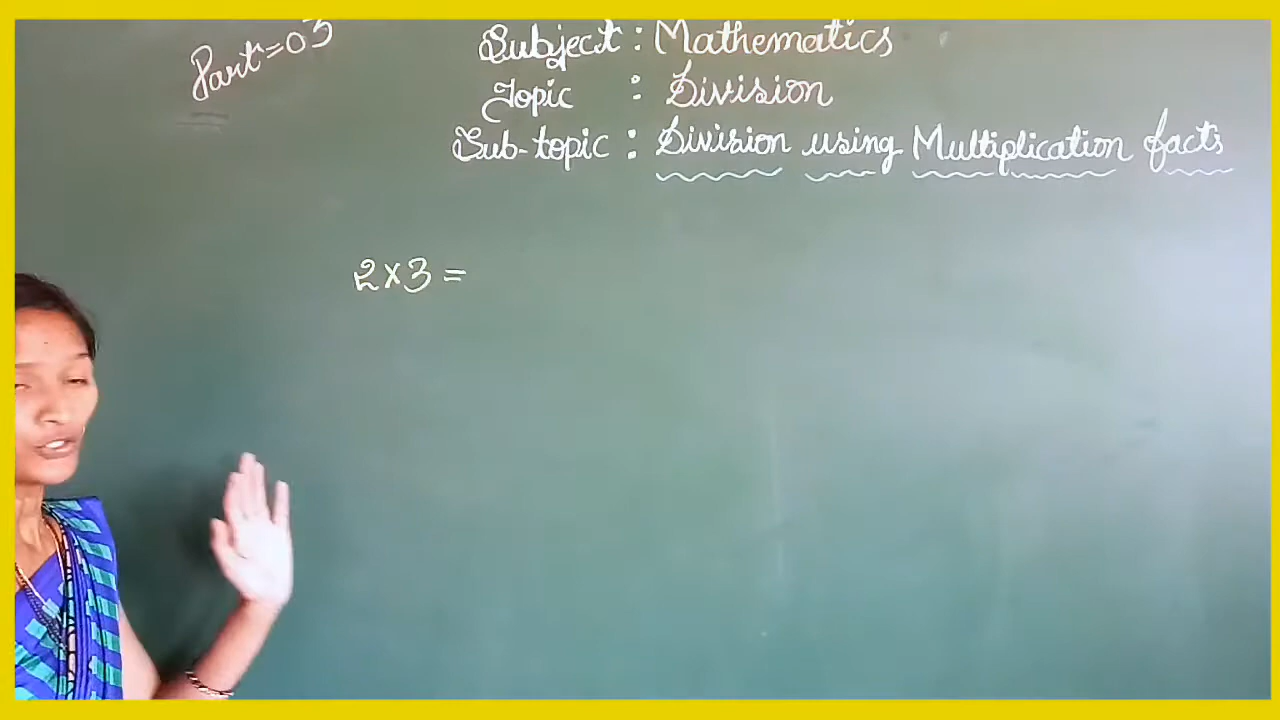 Part=03
Subject : Mathematics
Topic : Division
Sub-topic : Division using Multiplication facts
2×3 =